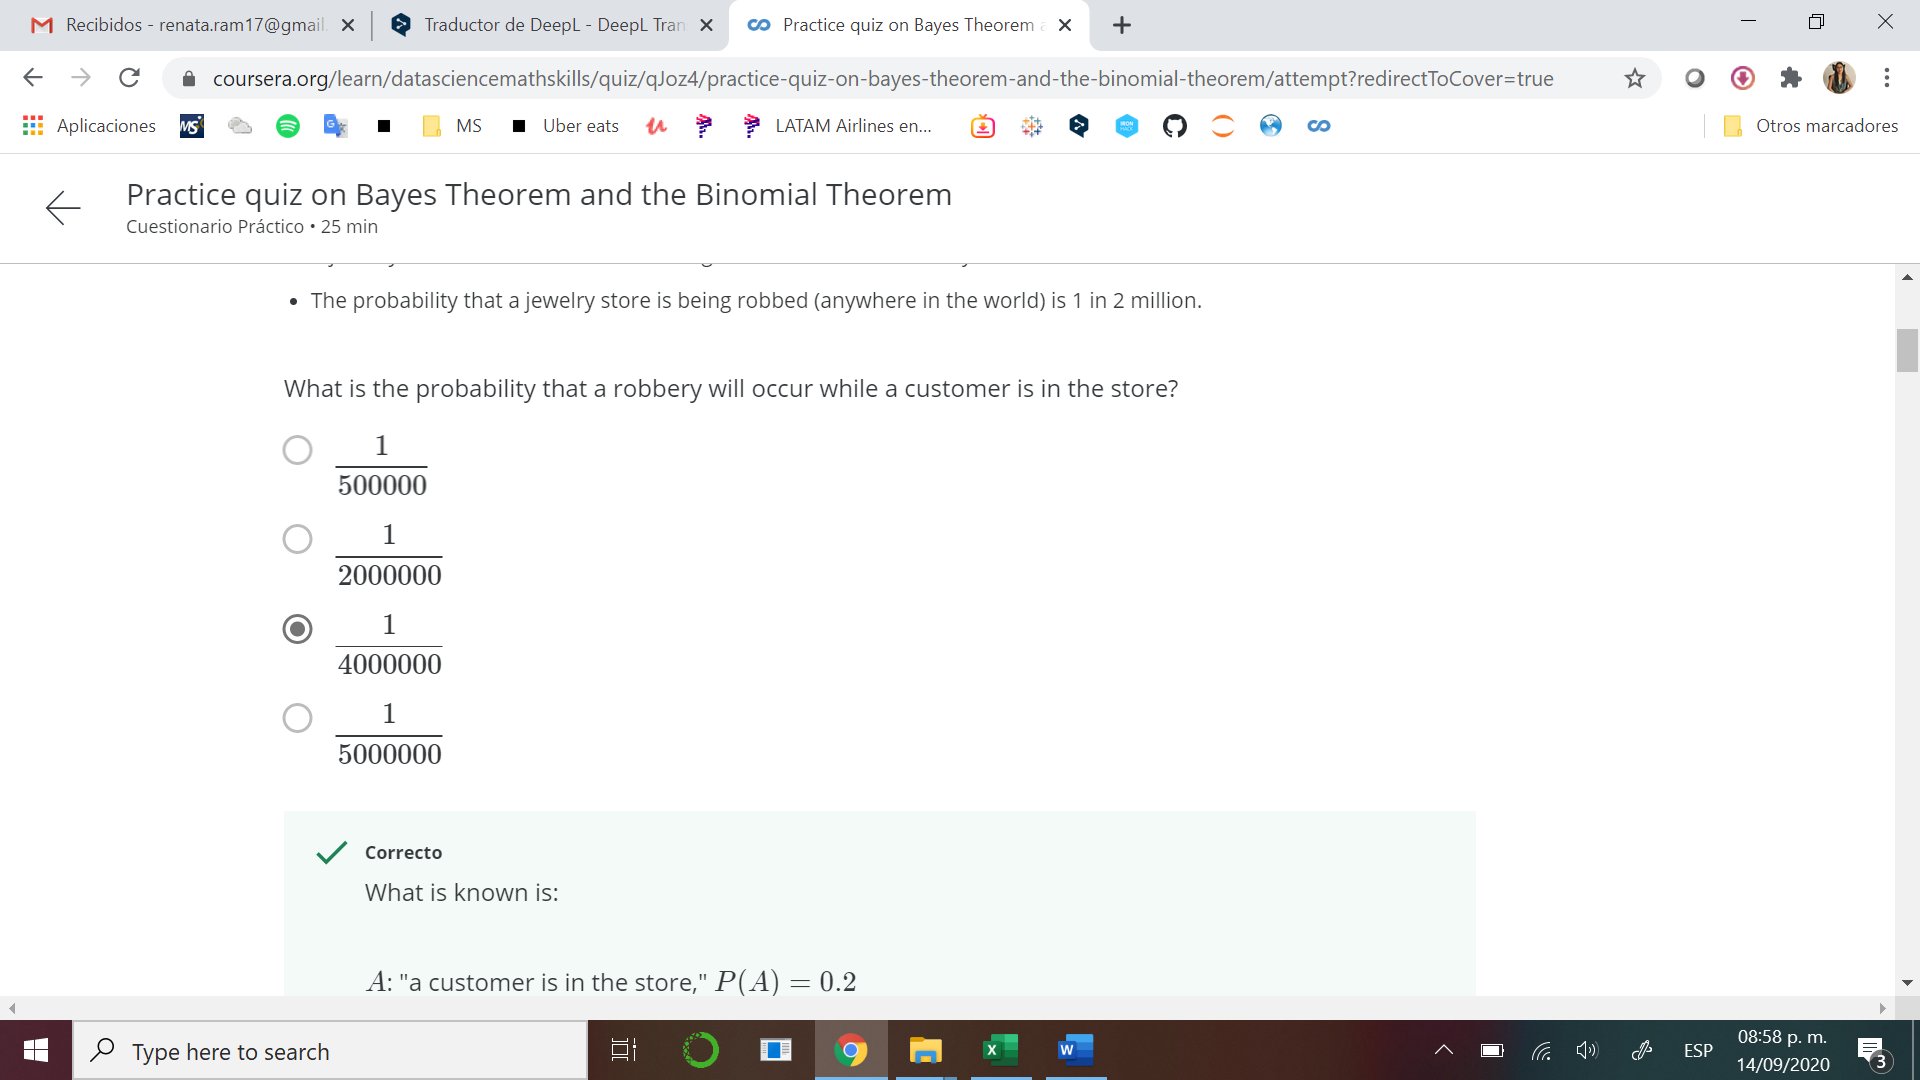 Recibidos - renata.ram17@gmail.
Traductor de DeepL - DeepL Tran
Practice quiz on Bayes Theorem a
coursera.org/learn/datasciencemathskills/quiz/qJoz4/practice-quiz-on-bayes-theorem-and-the-binomial-theorem/attempt?redirectToCover=true
Aplicaciones
MS
MS
Uber eats
LATAM Airlines en...
Otros marcadores
Practice quiz on Bayes Theorem and the Binomial Theorem
Cuestionario Práctico • 25 min
• The probability that a jewelry store is being robbed (anywhere in the world) is 1 in 2 million.
What is the probability that a robbery will occur while a customer is in the store?
1
500000
1
2000000
1
4000000
1
5000000
Correcto
What is known is:
A: "a customer is in the store," P(A) = 0.2
Type here to search
ESP
08:58 p. m.
14/09/2020
3